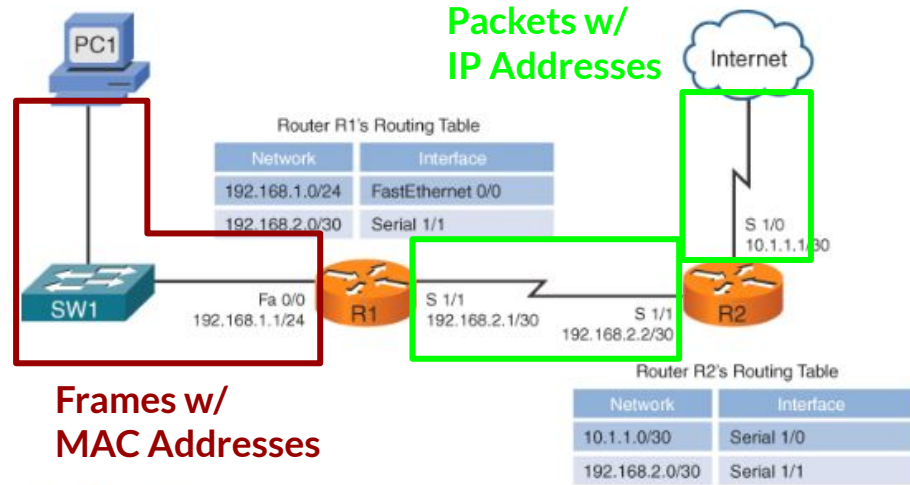 Packets w/
IP Addresses
PC1
Internet
Router R1's Routing Table
Network Interface
192.168.1.0/24 FastEthernet 0/0
192.168.2.0/30 Serial 1/1
S 1/0
10.1.1.1/30
SW1
Fa 0/0
192.168.1.1/24
R1
S 1/1
192.168.2.1/30
S 1/1
192.168.2.2/30
R2
Frames w/
MAC Addresses
Router R2's Routing Table
Network Interface
10.1.1.0/30 Serial 1/0
192.168.2.0/30 Serial 1/1